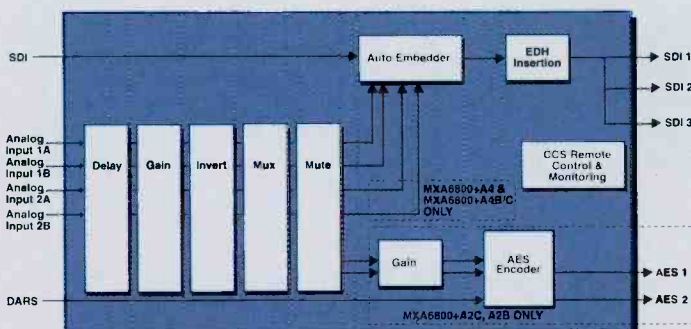 SDI
Auto Embedder
EDH
Insertion
SDI 1
SDI 2
SDI 3
Analog
Input 1A
Analog
Input 1B
Analog
Input 2A
Analog
Input 2B
Delay
Gain
Invert
Mux
Mute
CCS Remote
Control &
Monitoring
MXA6800+A4 &
MXA6800+A4B/C
ONLY
Gain
AES
Encoder
AES 1
AES 2
DARS
MXA6800+A2C, A2B ONLY